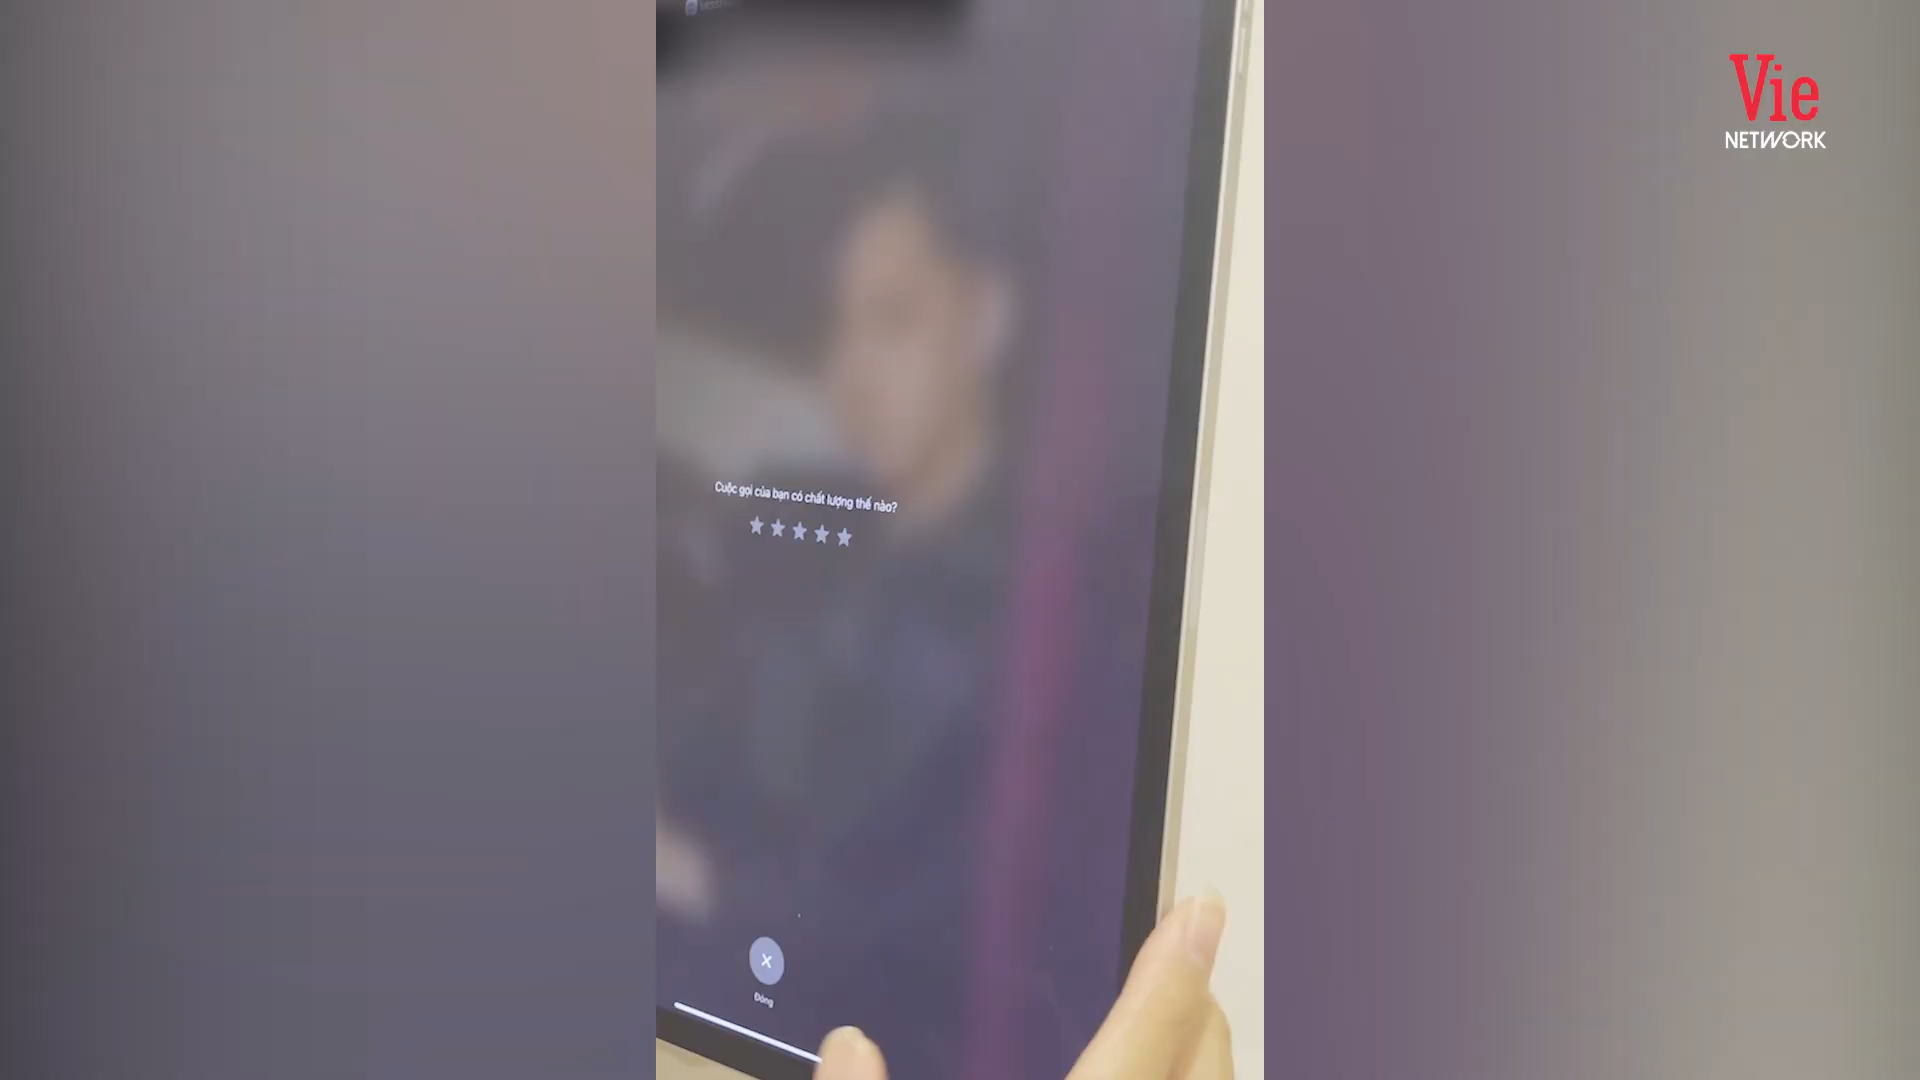 Vie
NETWORK
Cuộc gọi của bạn có chất lượng thế nào?
Đóng